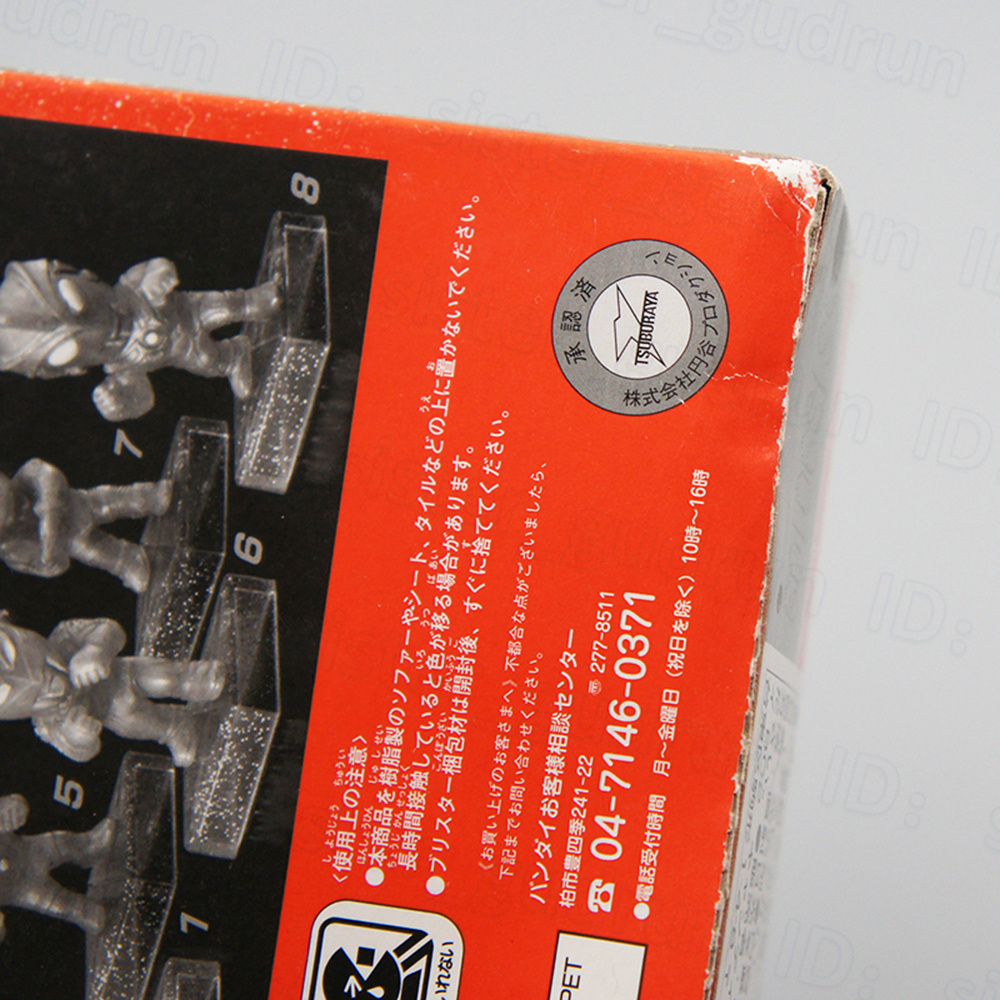 〈使用上の注意〉
●本商品を樹脂製のソファーやシート、タイルなどの上に置かないでください。
長時間接触していると色が移る場合があります。
●ブリスター梱包材は開封後、すぐに捨ててください。
《お買い上げのお客さまへ》不都合な点がございましたら、
下記までお問い合わせください。
バンダイお客様相談センター
柏市豊四季241-22 〠 277-8511
☎ 04-7146-0371
●電話受付時間 月～金曜日(祝日を除く)10時～16時
承認済
TSUBURAYA
株式会社円谷プロダクション
8
7
6
5
1
いれない
PET
sister_gudrun ID: